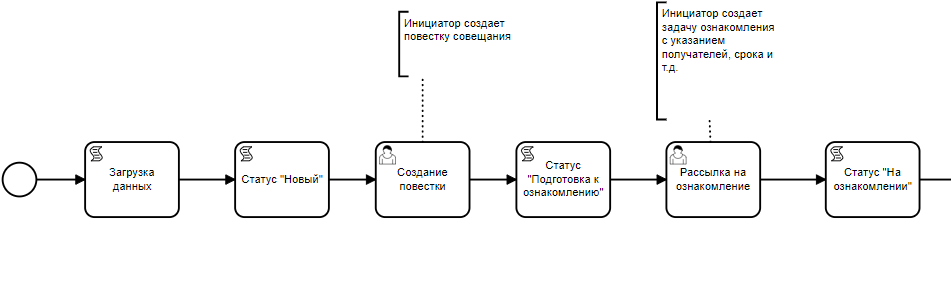 Инициатор создает
повестку совещания
Инициатор создает
задачу ознакомления
с указанием
получателей, срока и
т.д.
Загрузка
данных
Статус "Новый"
Создание
повестки
Статус
"Подготовка к
ознакомлению"
Рассылка на
ознакомление
Статус "На
ознакомлении"